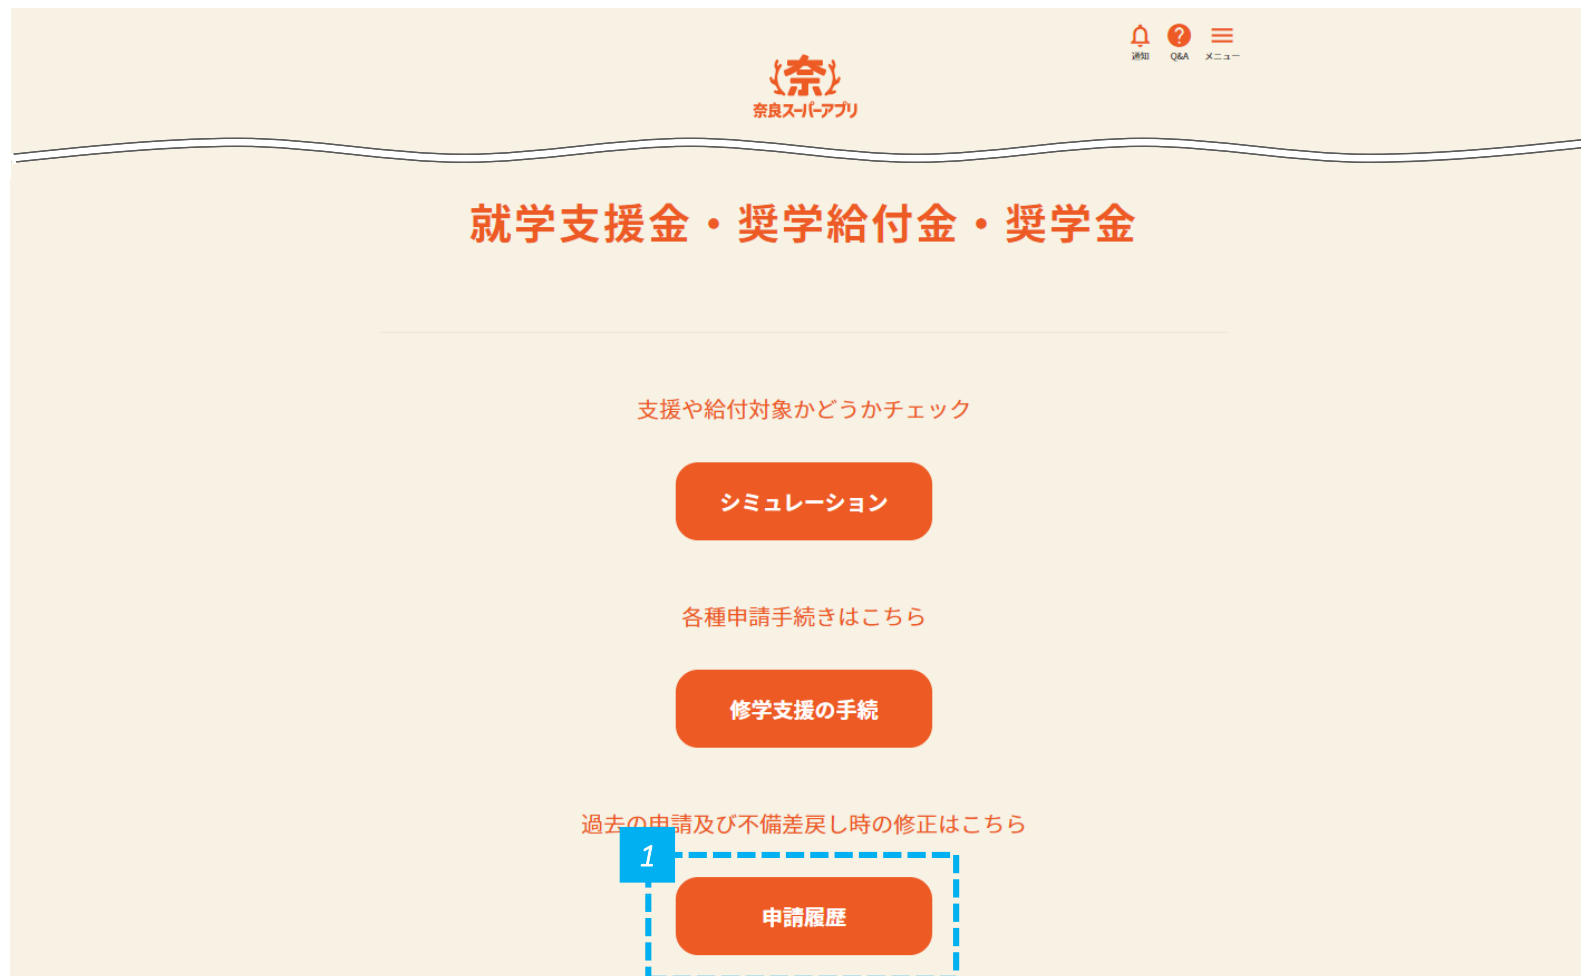 通知 Q&A メニュー
奈
奈良スーパーアプリ
就学支援金・奨学給付金・奨学金
支援や給付対象かどうかチェック
シミュレーション
各種申請手続きはこちら
修学支援の手続
過去の申請及び不備差戻し時の修正はこちら
1
申請履歴